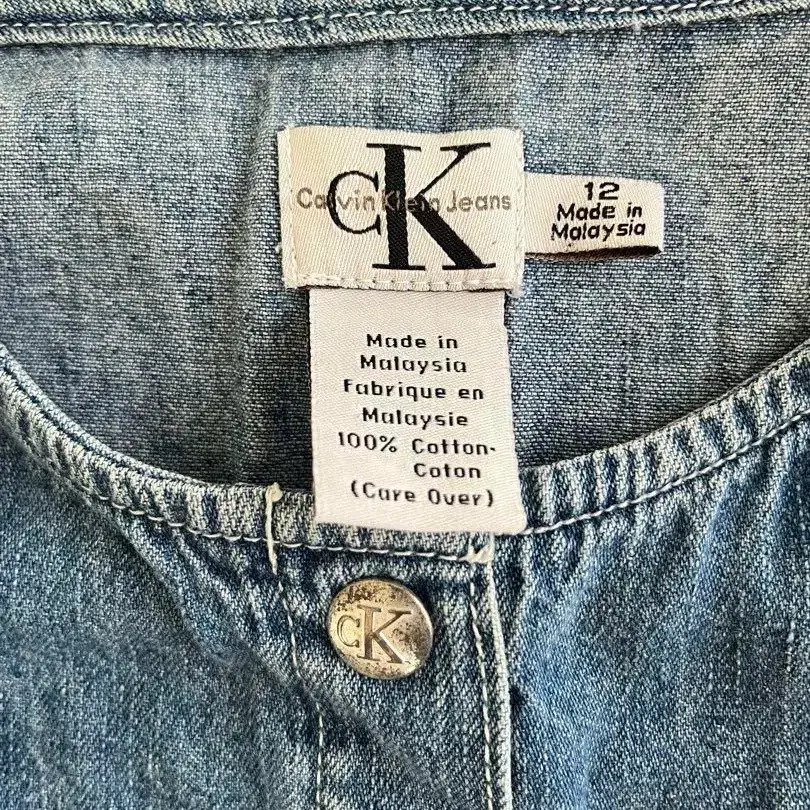 CK
Calvin Klein Jeans
12
Made in
Malaysia
Made in
Malaysia
Fabrique en
Malaysie
100% Cotton-
Coton
(Care Over)
CK